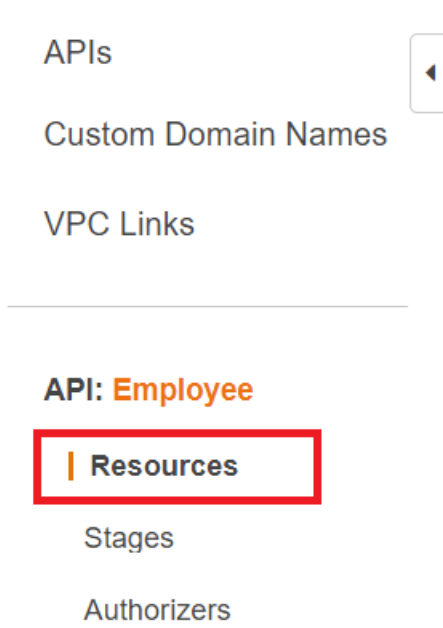 APIs
Custom Domain Names
VPC Links
API: Employee
Resources
Stages
Authorizers